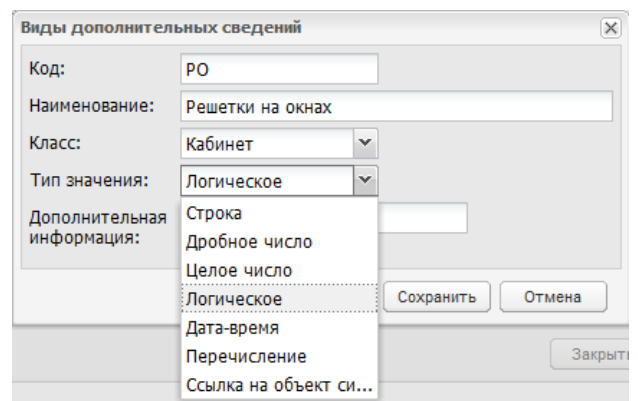 Виды дополнительных сведений
Код: РО
Наименование: Решетки на окнах
Класс: Кабинет
Тип значения: Логическое
Дополнительная
информация:
Строка
Дробное число
Целое число
Логическое
Дата-время
Перечисление
Ссылка на объект си...
Сохранить Отмена
Закрыт